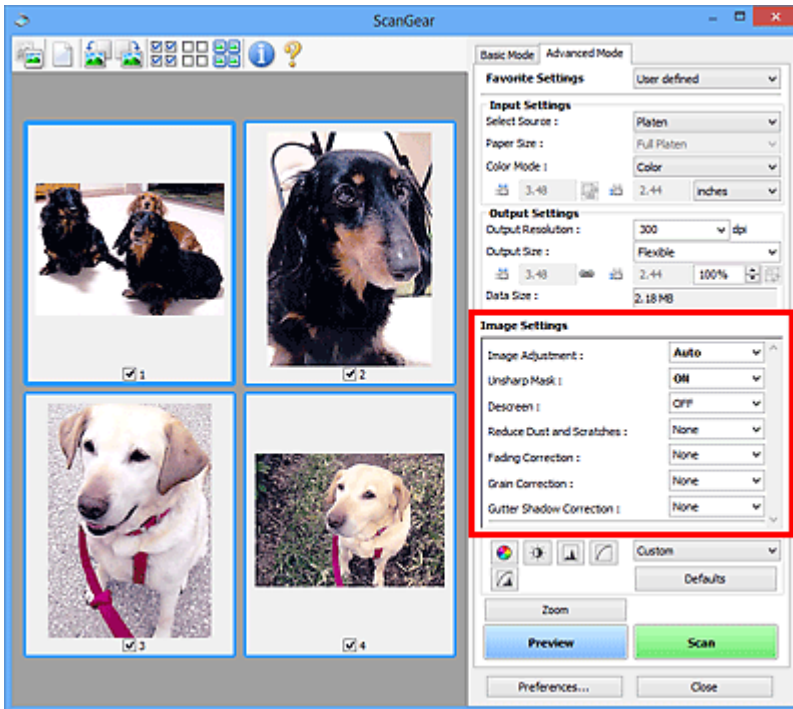 ScanGear
Basic Mode Advanced Mode
Favorite Settings User defined
Input Settings
Select Source : Platen
Paper Size : Full Platen
Color Mode : Color
3.48 2.44 inches
Output Settings
Output Resolution : 300 dpi
Output Size : Flexible
3.48 2.44 100%
Data Size : 2.18 MB
Image Settings
Image Adjustment : Auto
Unsharp Mask : ON
Descreen : OFF
Reduce Dust and Scratches : None
Fading Correction : None
Grain Correction : None
Gutter Shadow Correction : None
Custom
Defaults
Zoom
Preview Scan
Preferences... Close
1
2
3
4